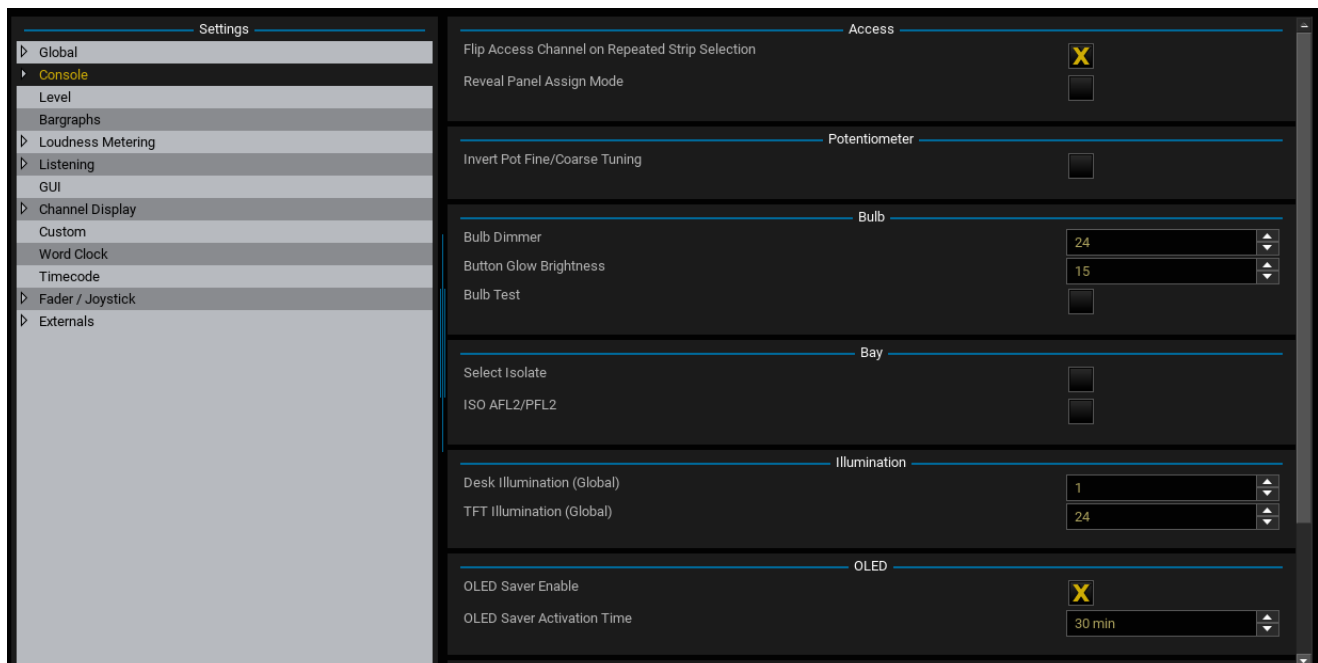 Settings
Global
Console
Level
Bargraphs
Loudness Metering
Listening
GUI
Channel Display
Custom
Word Clock
Timecode
Fader / Joystick
Externals
Access
Flip Access Channel on Repeated Strip Selection
X
Reveal Panel Assign Mode
Potentiometer
Invert Pot Fine/Coarse Tuning
Bulb
Bulb Dimmer
24
Button Glow Brightness
15
Bulb Test
Bay
Select Isolate
ISO AFL2/PFL2
Illumination
Desk Illumination (Global)
1
TFT Illumination (Global)
24
OLED
OLED Saver Enable
X
OLED Saver Activation Time
30 min